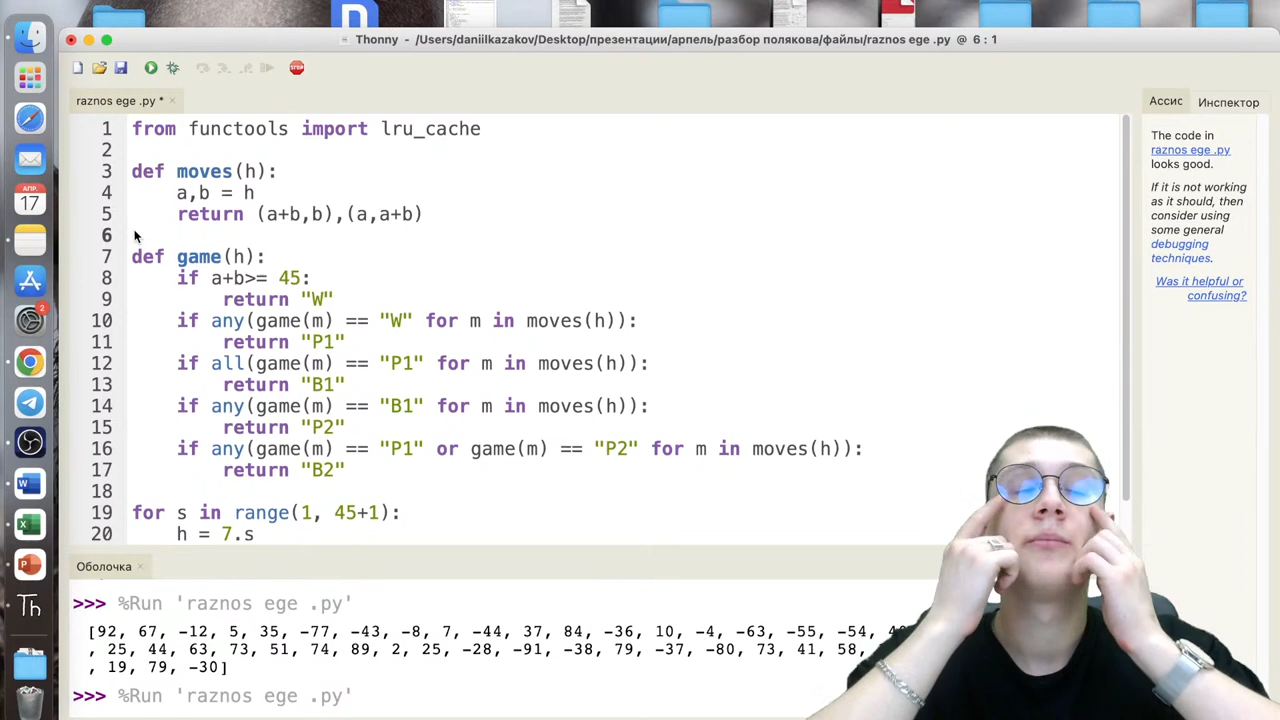 Thonny - /Users/daniilkazakov/Desktop/презентации/арпель/разбор полякова/файлы/raznos ege .py @ 6 : 1
raznos ege .py *
1 from functools import lru_cache
2
3 def moves(h):
4 a,b = h
5 return (a+b,b),(a,a+b)
6
7 def game(h):
8 if a+b>= 45:
9 return "W"
10 if any(game(m) == "W" for m in moves(h)):
11 return "P1"
12 if all(game(m) == "P1" for m in moves(h)):
13 return "B1"
14 if any(game(m) == "B1" for m in moves(h)):
15 return "P2"
16 if any(game(m) == "P1" or game(m) == "P2" for m in moves(h)):
17 return "B2"
18
19 for s in range(1, 45+1):
20 h = 7.s
Ассис
Инспектор
The code in
raznos ege .py
looks good.
If it is not working
as it should, then
consider using
some general
debugging
techniques.
Was it helpful or
confusing?
Оболочка
>>> %Run 'raznos ege .py'
[92, 67, -12, 5, 35, -77, -43, -8, 7, -44, 37, 84, -36, 10, -4, -63, -55, -54,
, 25, 44, 63, 73, 51, 74, 89, 2, 25, -28, -91, -38, 79, -37, -80, 73, 41, 58,
, 19, 79, -30]
>>> %Run 'raznos ege .py'
АПР.
17
2
Th
STOP